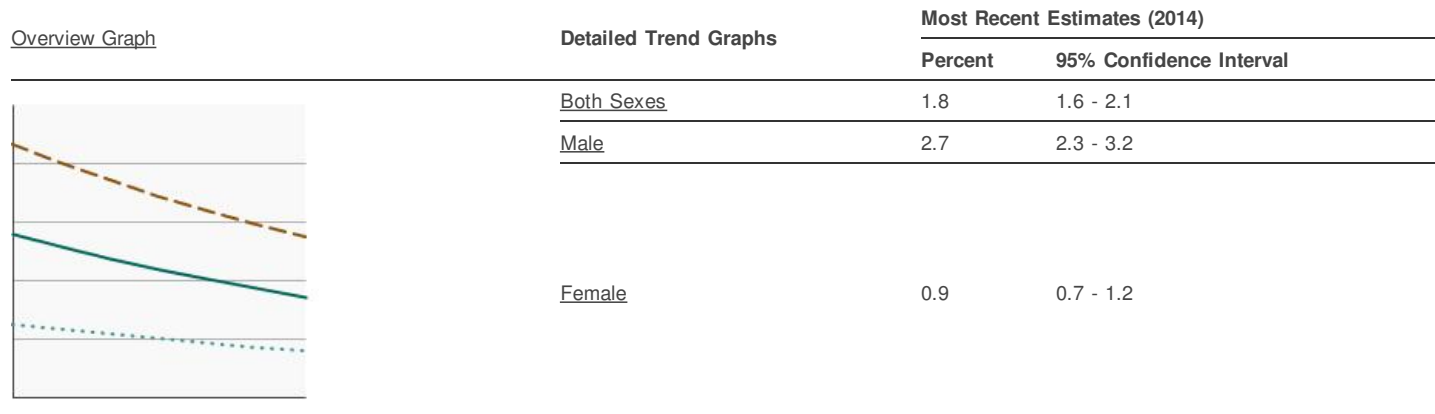 Overview Graph
Detailed Trend Graphs
Most Recent Estimates (2014)
Percent 95% Confidence Interval
Both Sexes 1.8 1.6 - 2.1
Male 2.7 2.3 - 3.2
Female 0.9 0.7 - 1.2